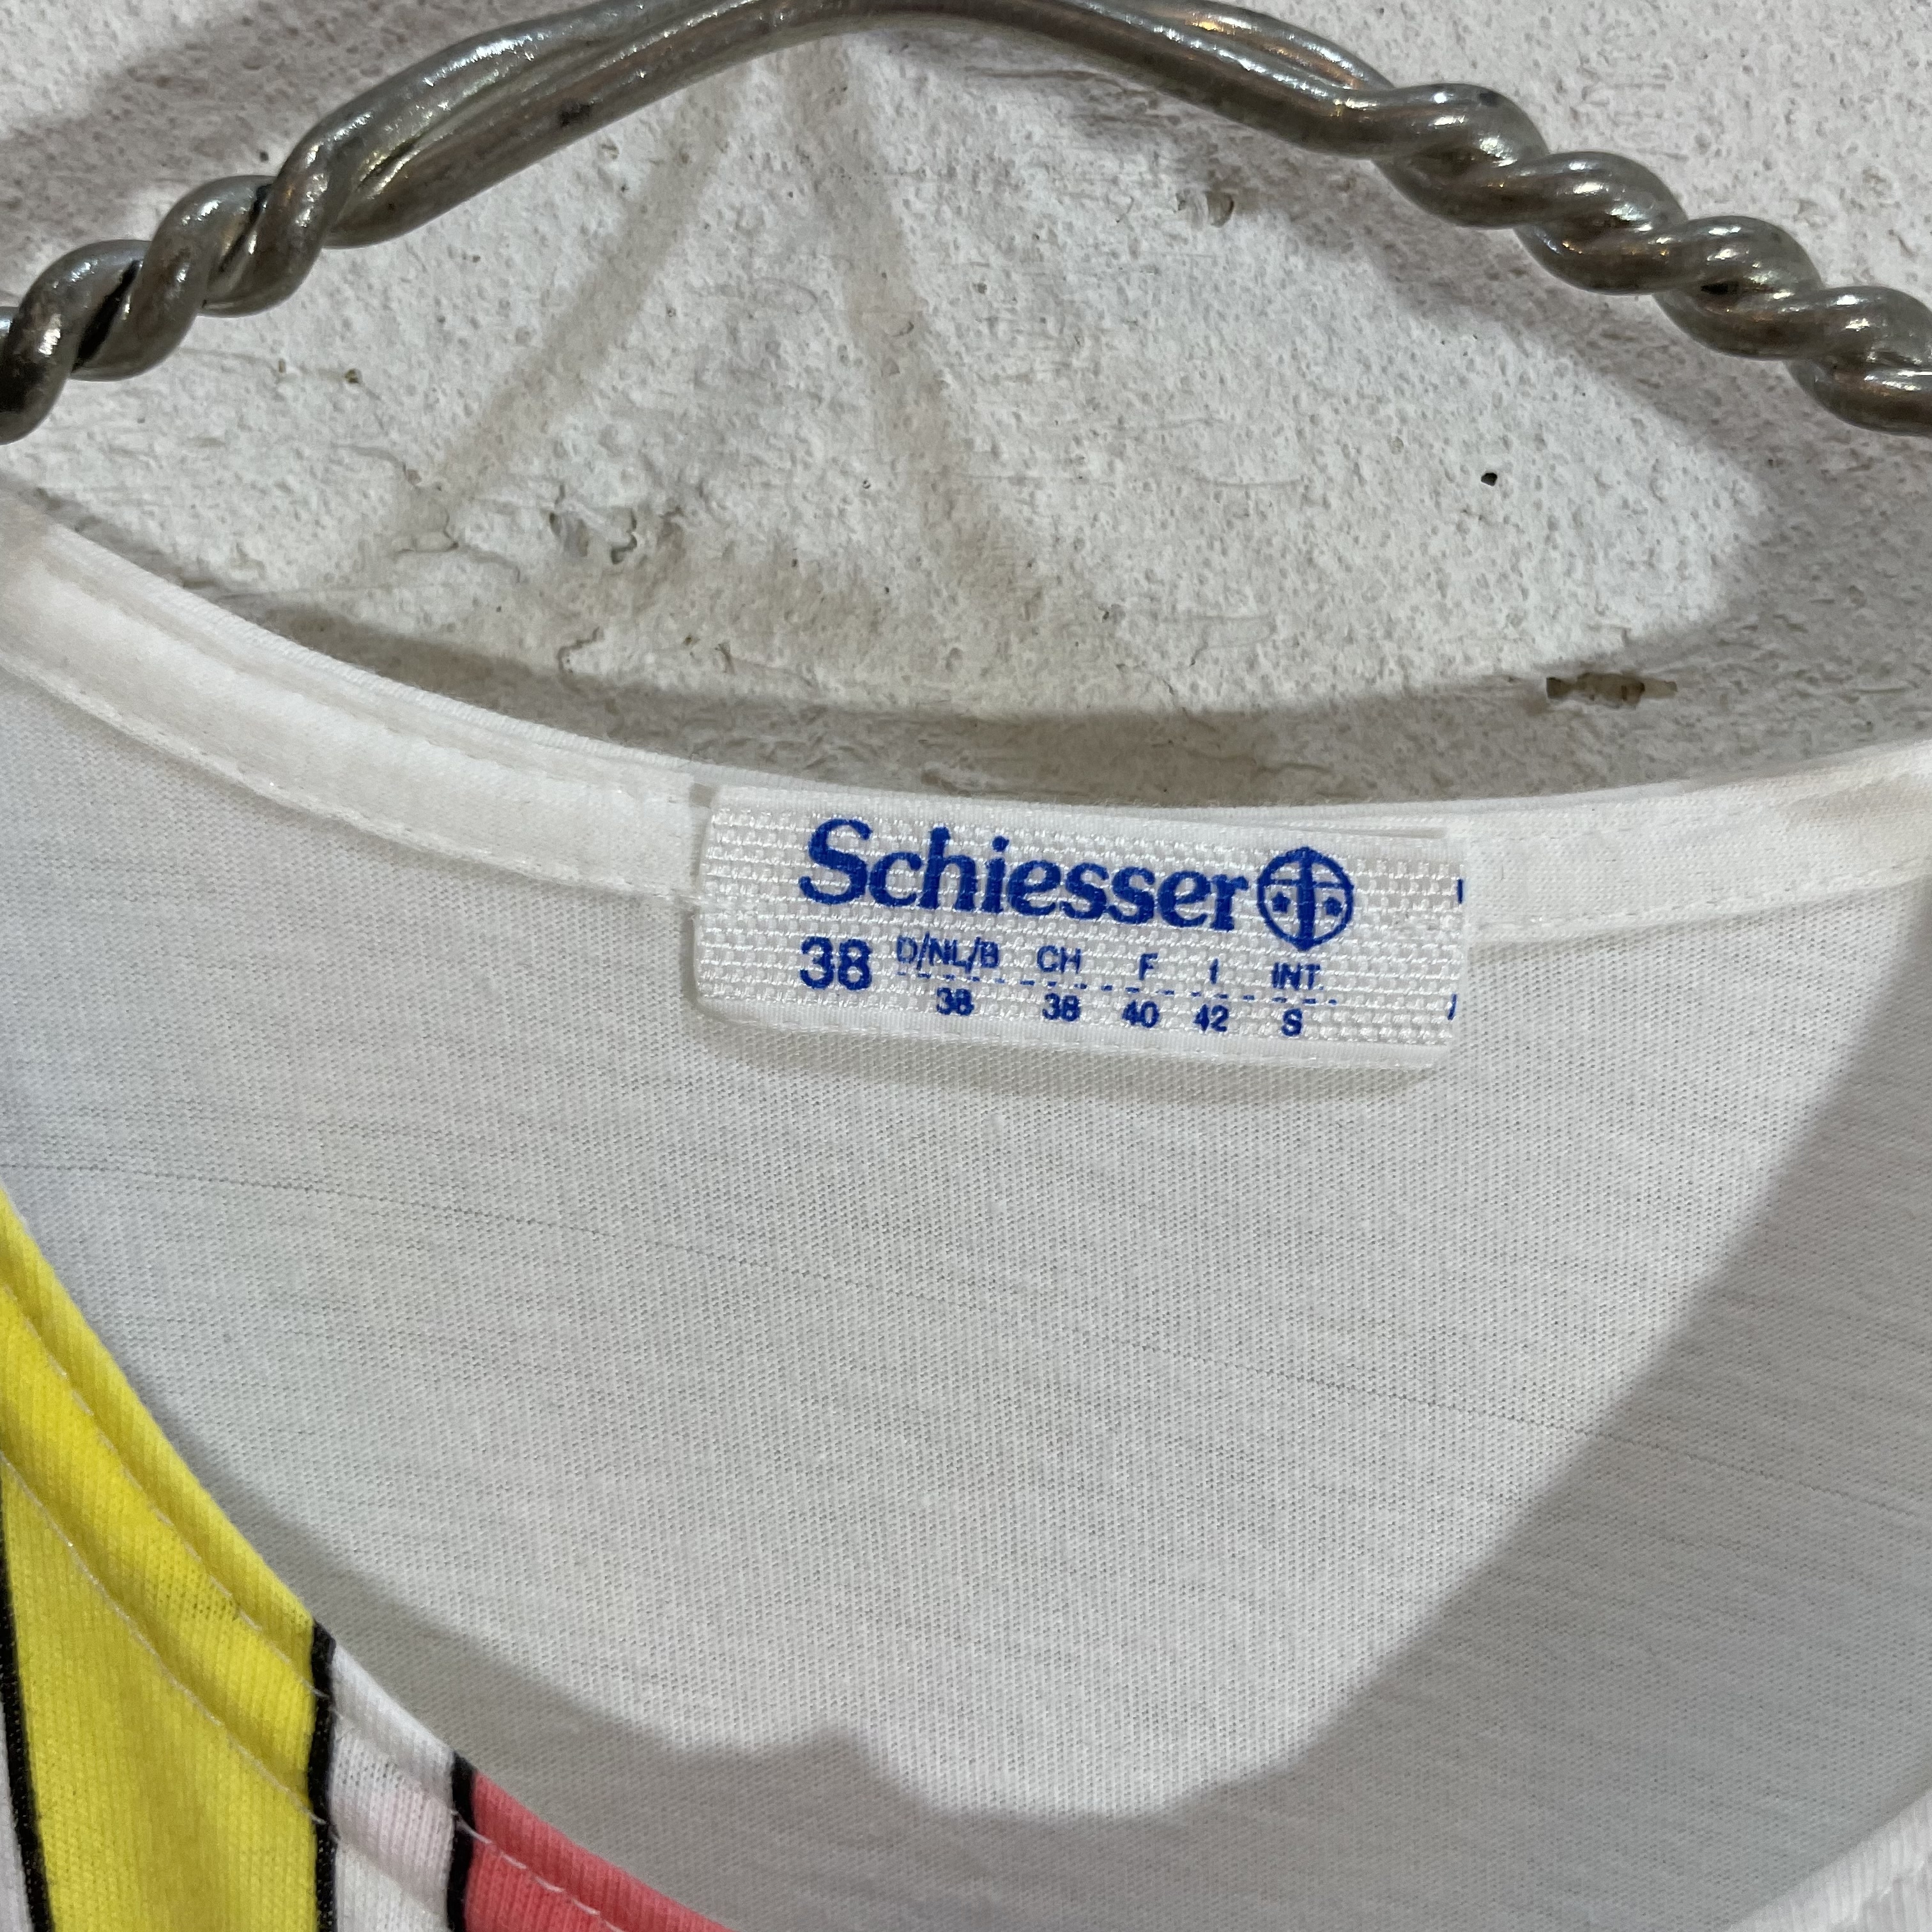 Schiesser
38 D/NL/B CH F I INT.
38 38 40 42 S